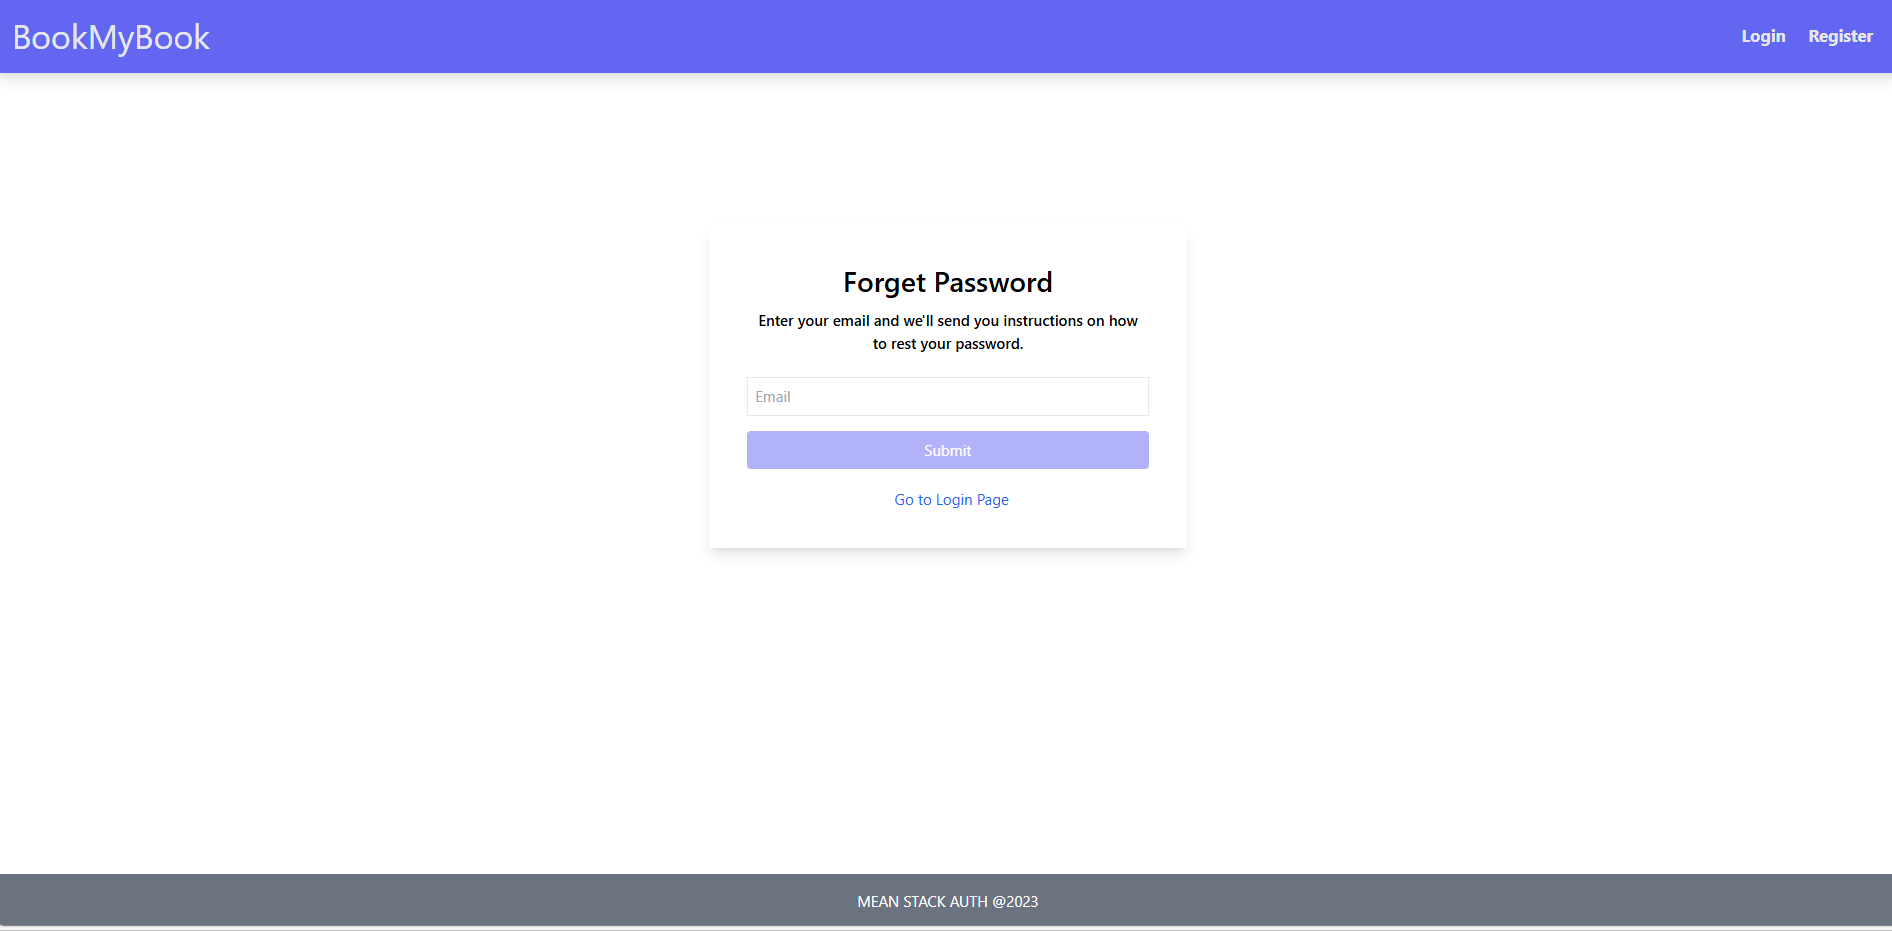 BookMyBook
Login Register
Forget Password
Enter your email and we'll send you instructions on how
to rest your password.
Email
Submit
Go to Login Page
MEAN STACK AUTH @2023